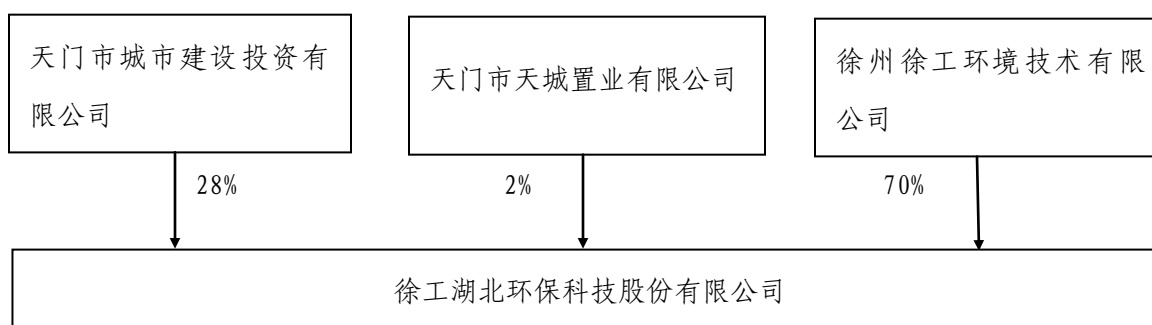 天门市城市建设投资有
限公司
天门市天城置业有限公司
徐州徐工环境技术有限
公司
28%
2%
70%
徐工湖北环保科技股份有限公司